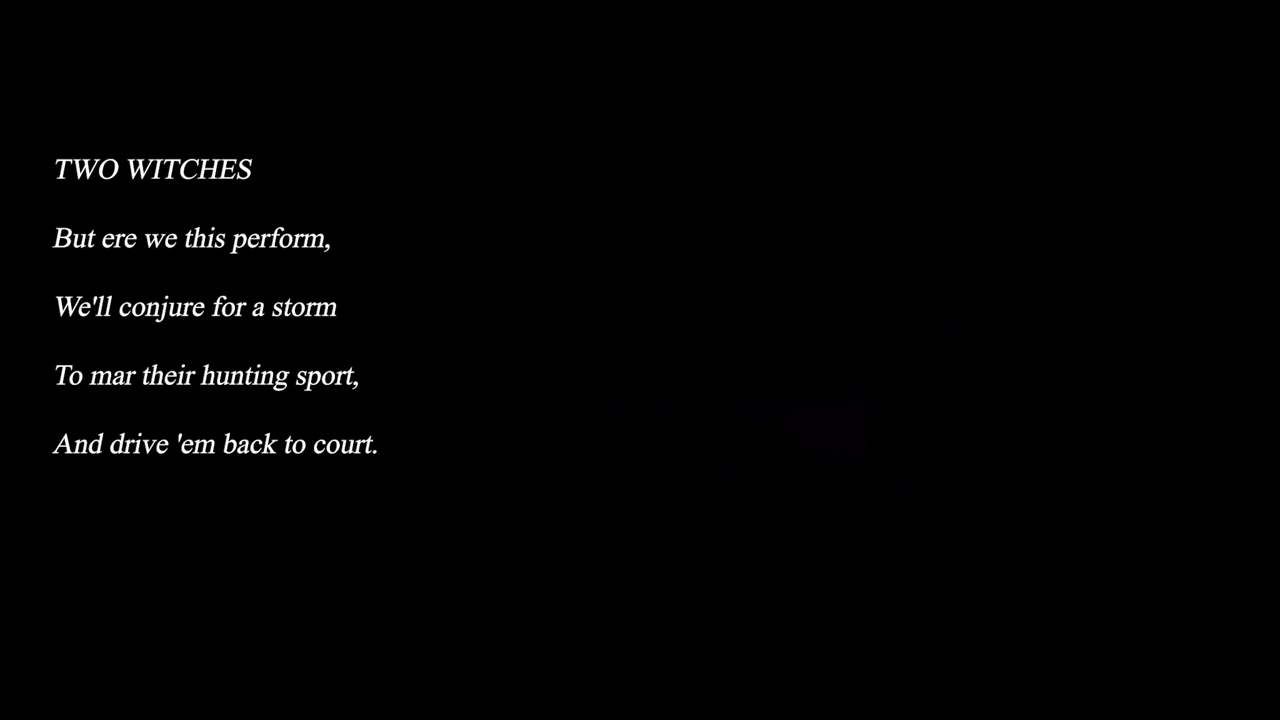 TWO WITCHES
But ere we this perform,
We'll conjure for a storm
To mar their hunting sport,
And drive 'em back to court.